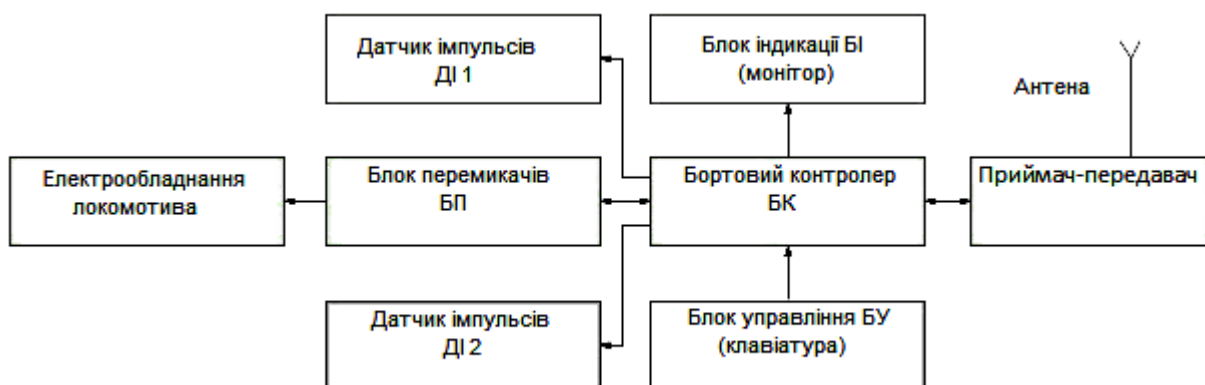 Датчик імпульсів
ДІ 1
Блок індикації БІ
(монітор)
Антена
Електрообладнання
локомотива
Блок перемикачів
БП
Бортовий контролер
БК
Приймач-передавач
Датчик імпульсів
ДІ 2
Блок управління БУ
(клавіатура)